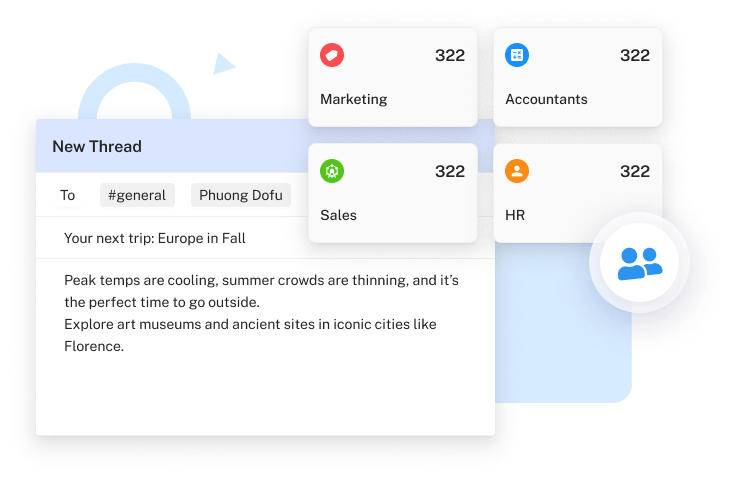 322
322
Marketing
Accountants
New Thread
322
322
To #general Phuong Dofu
Sales
HR
Your next trip: Europe in Fall
Peak temps are cooling, summer crowds are thinning, and it’s
the perfect time to go outside.
Explore art museums and ancient sites in iconic cities like
Florence.